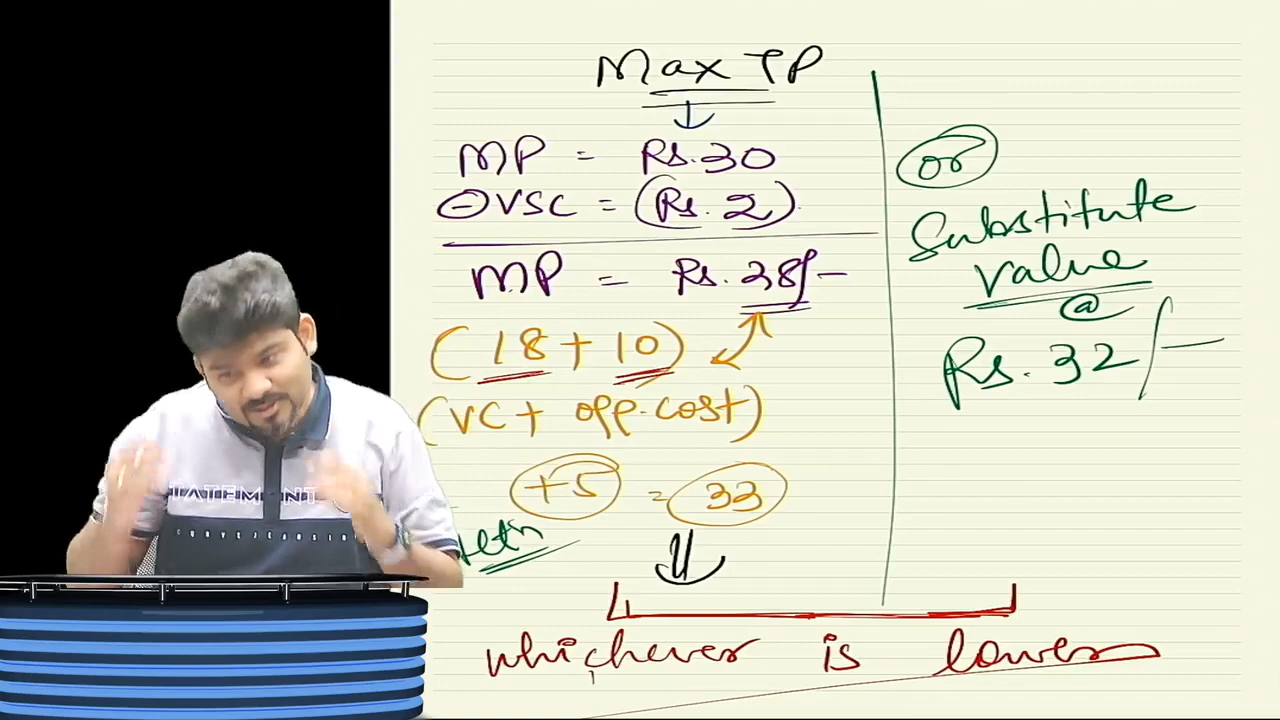 Max TP
MP = Rs. 30
⊖ VSC = (Rs. 2)
MP = Rs. 28/-
(18 + 10)
(VC + opp. cost)
+5 = 33
or
Substitute
value
@
Rs. 32/-
whichever is lower
TATEMENT